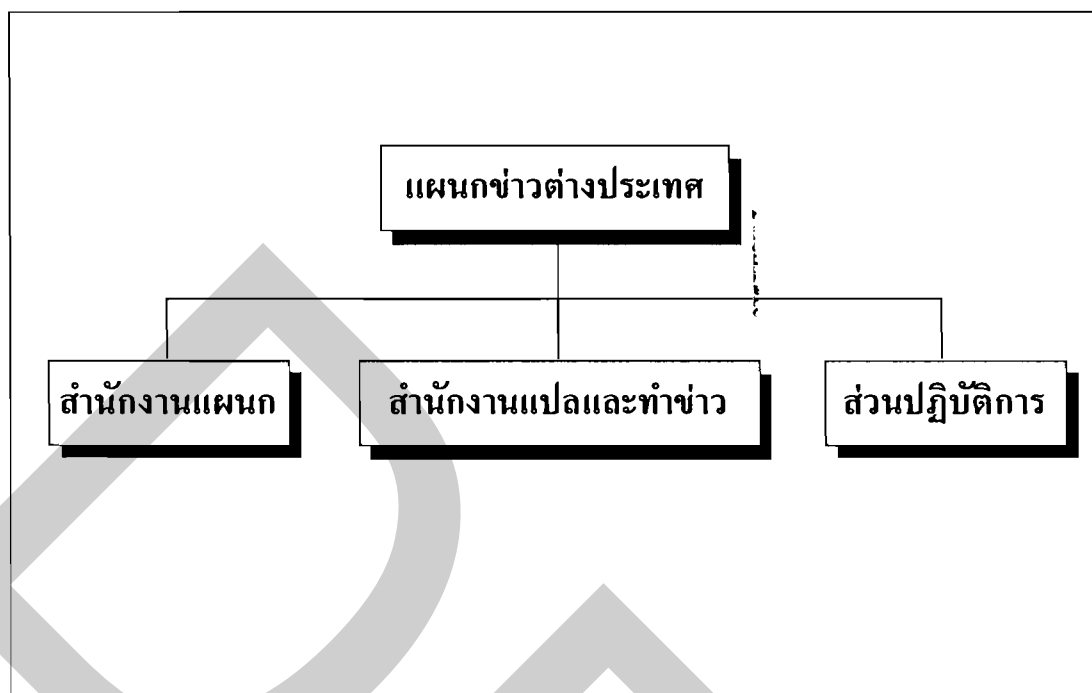 แผนกข่าวต่างประเทศ
สำนักงานแผนก
สำนักงานแปลและทำข่าว
ส่วนปฏิบัติการ